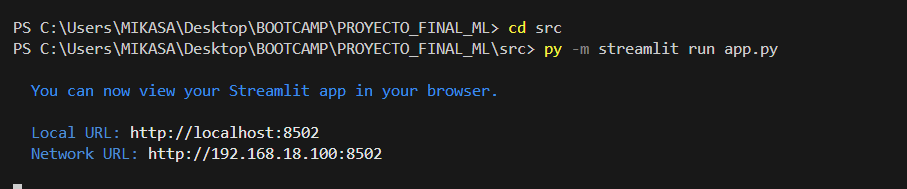 PS C:\Users\MIKASA\Desktop\BOOTCAMP\PROYECTO_FINAL_ML> cd src
PS C:\Users\MIKASA\Desktop\BOOTCAMP\PROYECTO_FINAL_ML\src> py -m streamlit run app.py
You can now view your Streamlit app in your browser.
Local URL: http://localhost:8502
Network URL: http://192.168.18.100:8502